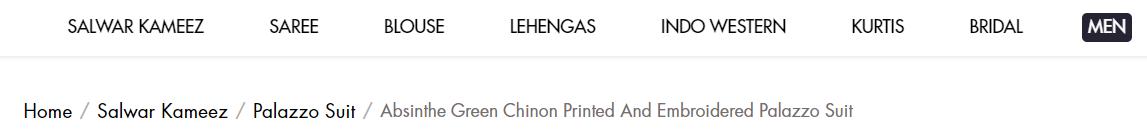 SALWAR KAMEEZ SAREE BLOUSE LEHENGAS INDO WESTERN KURTIS BRIDAL MEN
Home / Salwar Kameez / Palazzo Suit / Absinthe Green Chinon Printed And Embroidered Palazzo Suit